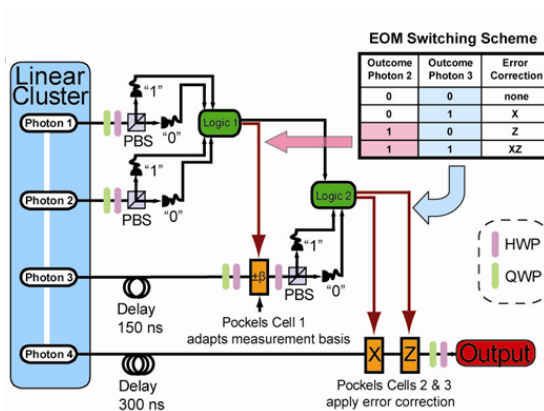 EOM Switching Scheme
Outcome Photon 2 Outcome Photon 3 Error Correction
0 0 none
0 1 X
1 0 Z
1 1 XZ
Linear Cluster
Photon 1
"1"
PBS
"0"
Logic 1
Photon 2
"1"
PBS
"0"
Logic 2
Photon 3
Delay
150 ns
±β
"1"
PBS
"0"
Pockels Cell 1
adapts measurement basis
HWP
QWP
Photon 4
Delay
300 ns
X
Z
Output
Pockels Cells 2 & 3
apply error correction